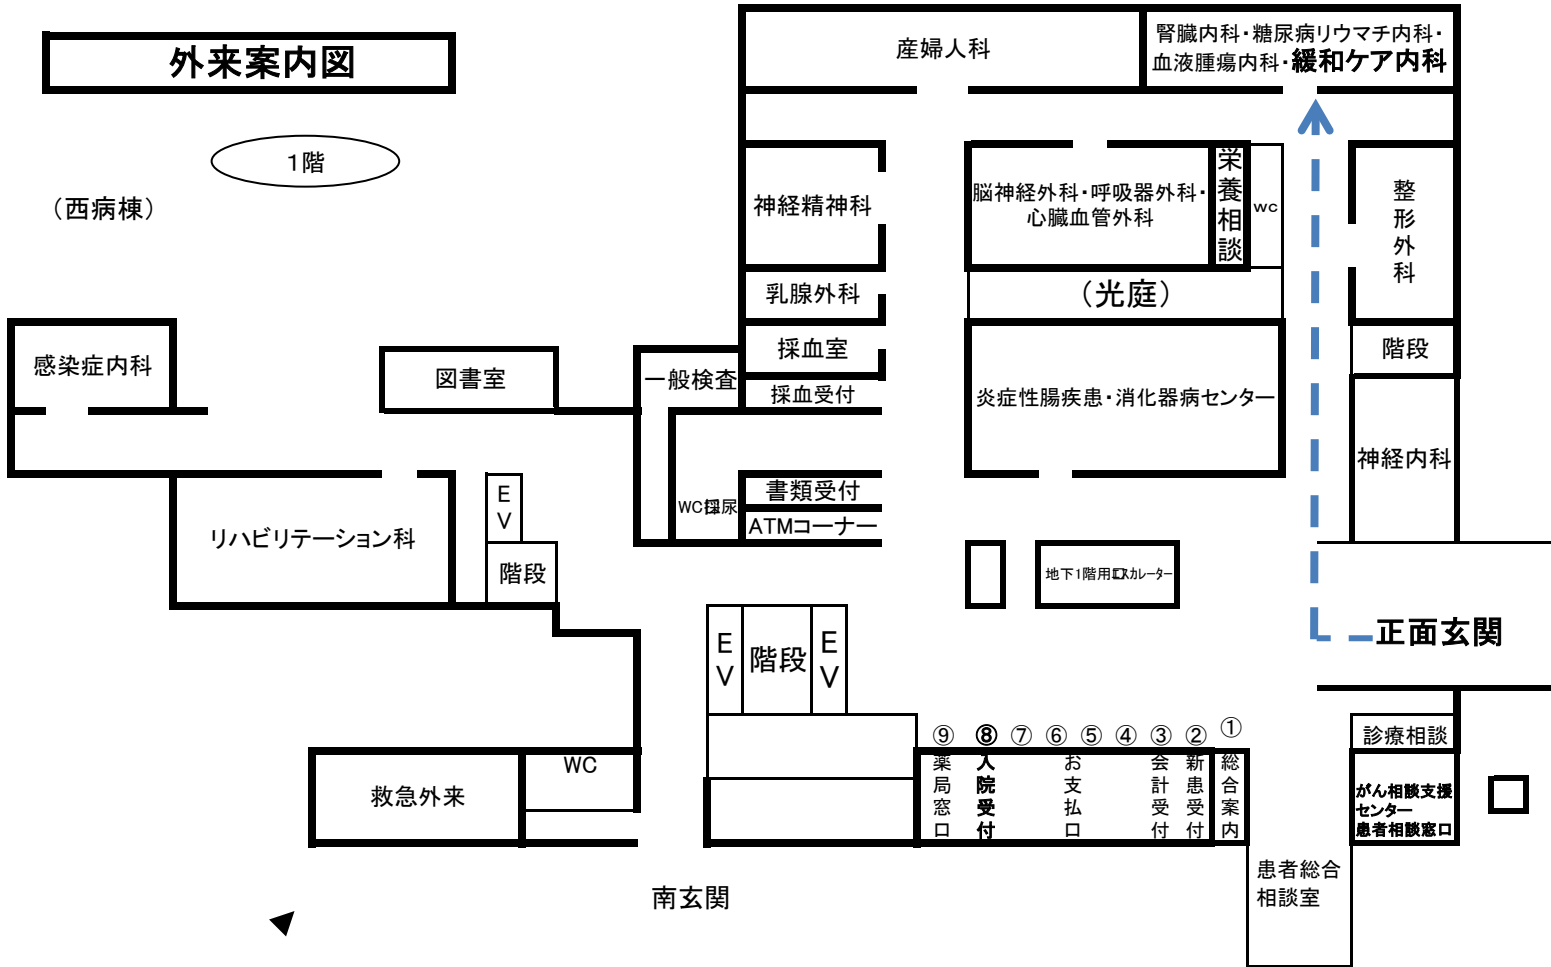 外来案内図
1階
（西病棟）
産婦人科
腎臓内科・糖尿病リウマチ内科・
血液腫瘍内科・緩和ケア内科
神経精神科
脳神経外科・呼吸器外科・
心臓血管外科
栄養相談
WC
整形外科
乳腺外科
（光庭）
採血室
階段
感染症内科
図書室
一般検査
採血受付
炎症性腸疾患・消化器病センター
神経内科
書類受付
WC採尿
ATMコーナー
EV
リハビリテーション科
階段
地下1階用エスカレーター
正面玄関
EV
階段
EV
⑨
⑧
⑦
⑥
⑤
④
③
②
①
薬局窓口
入院受付
お支払口
会計受付
新患受付
総合案内
診療相談
WC
救急外来
がん相談支援
センター
患者相談窓口
患者総合
相談室
南玄関